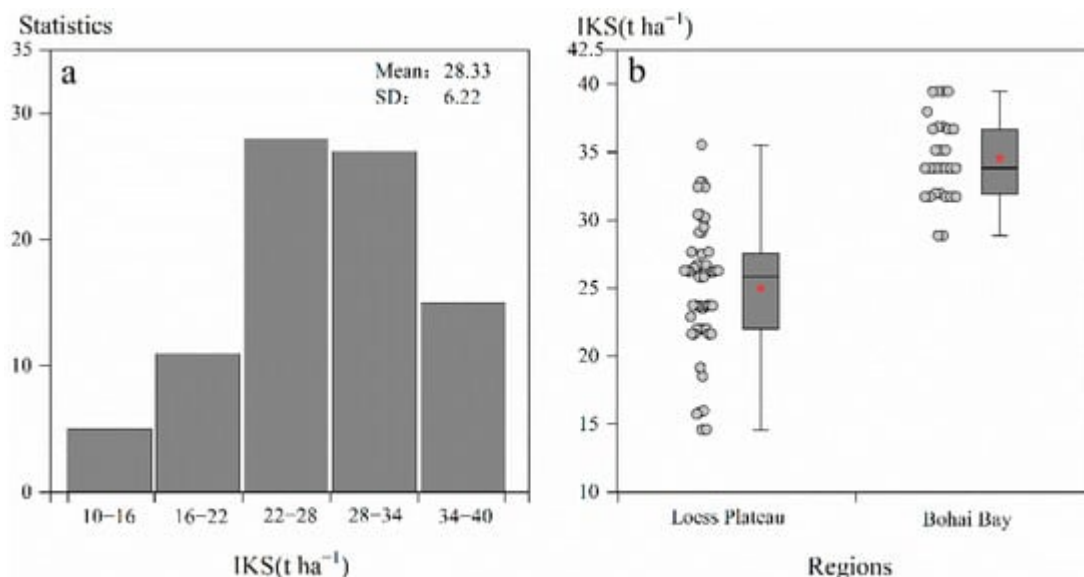 Statistics
35
30
20
10
0
a
Mean: 28.33
SD: 6.22
10−16 16−22 22−28 28−34 34−40
IKS(t ha⁻¹)
IKS(t ha⁻¹)
42.5
40
35
30
25
20
15
10
b
Loess Plateau Bohai Bay
Regions